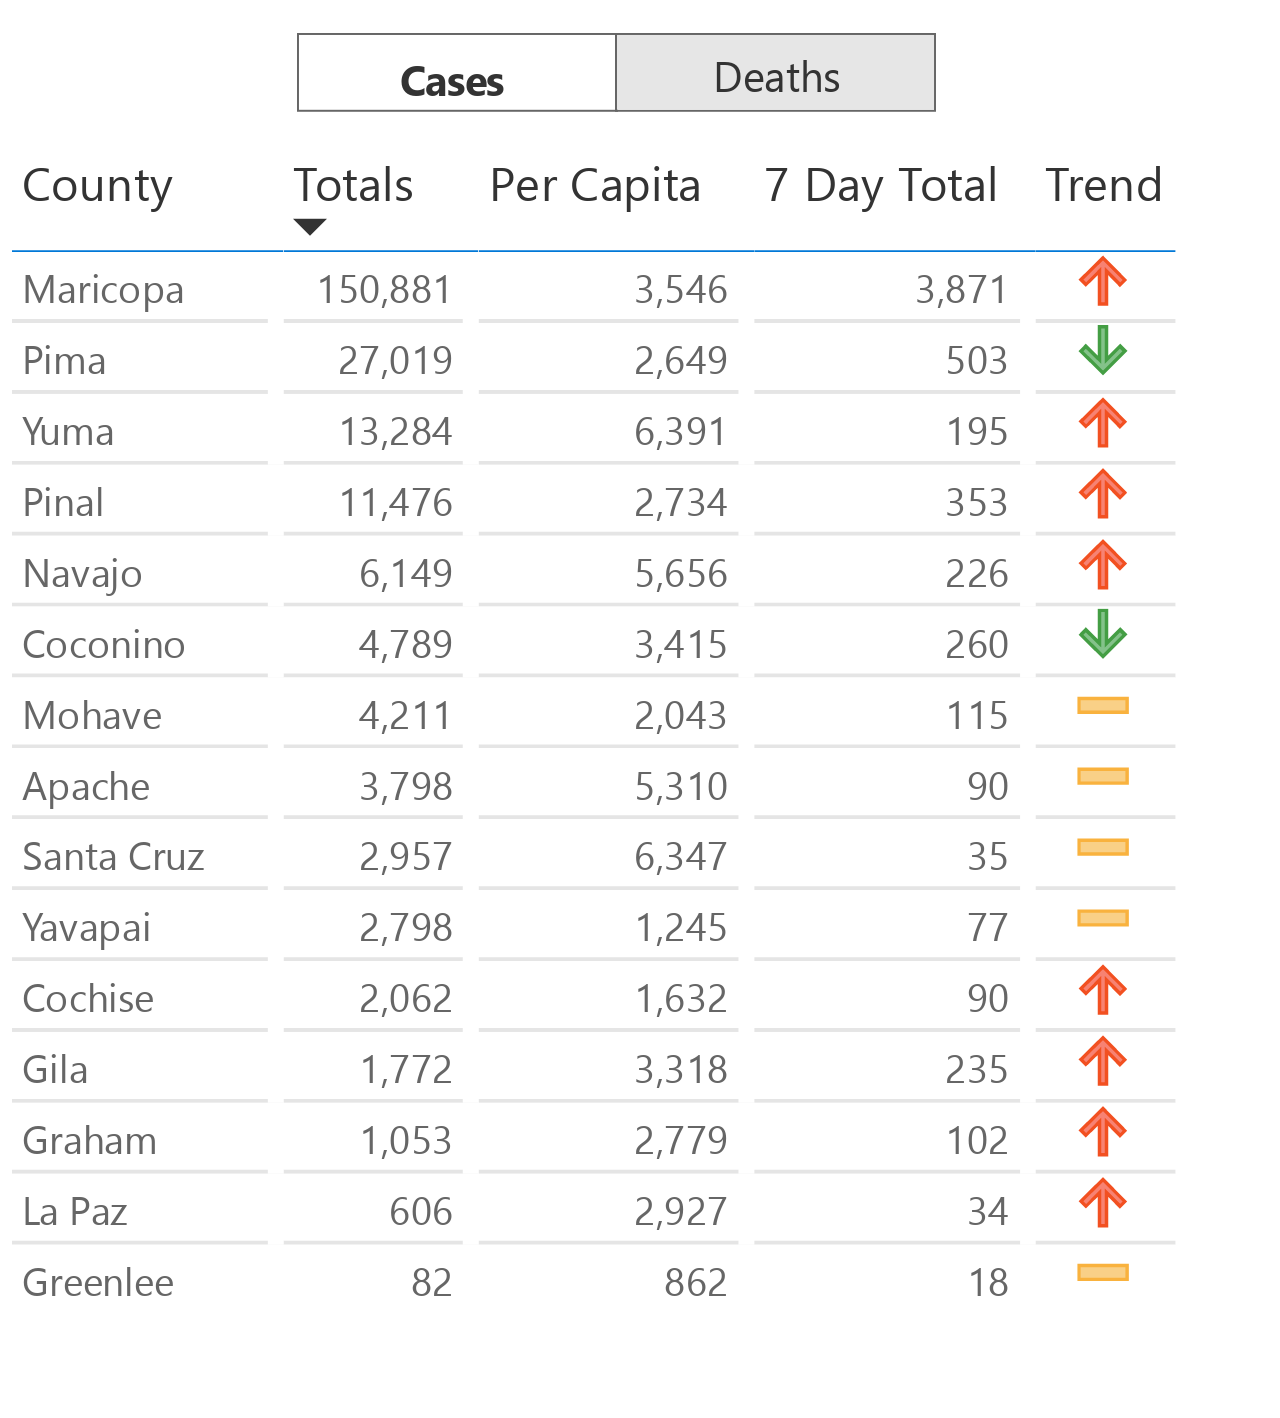 Cases Deaths
County Totals Per Capita 7 Day Total Trend
Maricopa 150,881 3,546 3,871
Pima 27,019 2,649 503
Yuma 13,284 6,391 195
Pinal 11,476 2,734 353
Navajo 6,149 5,656 226
Coconino 4,789 3,415 260
Mohave 4,211 2,043 115
Apache 3,798 5,310 90
Santa Cruz 2,957 6,347 35
Yavapai 2,798 1,245 77
Cochise 2,062 1,632 90
Gila 1,772 3,318 235
Graham 1,053 2,779 102
La Paz 606 2,927 34
Greenlee 82 862 18